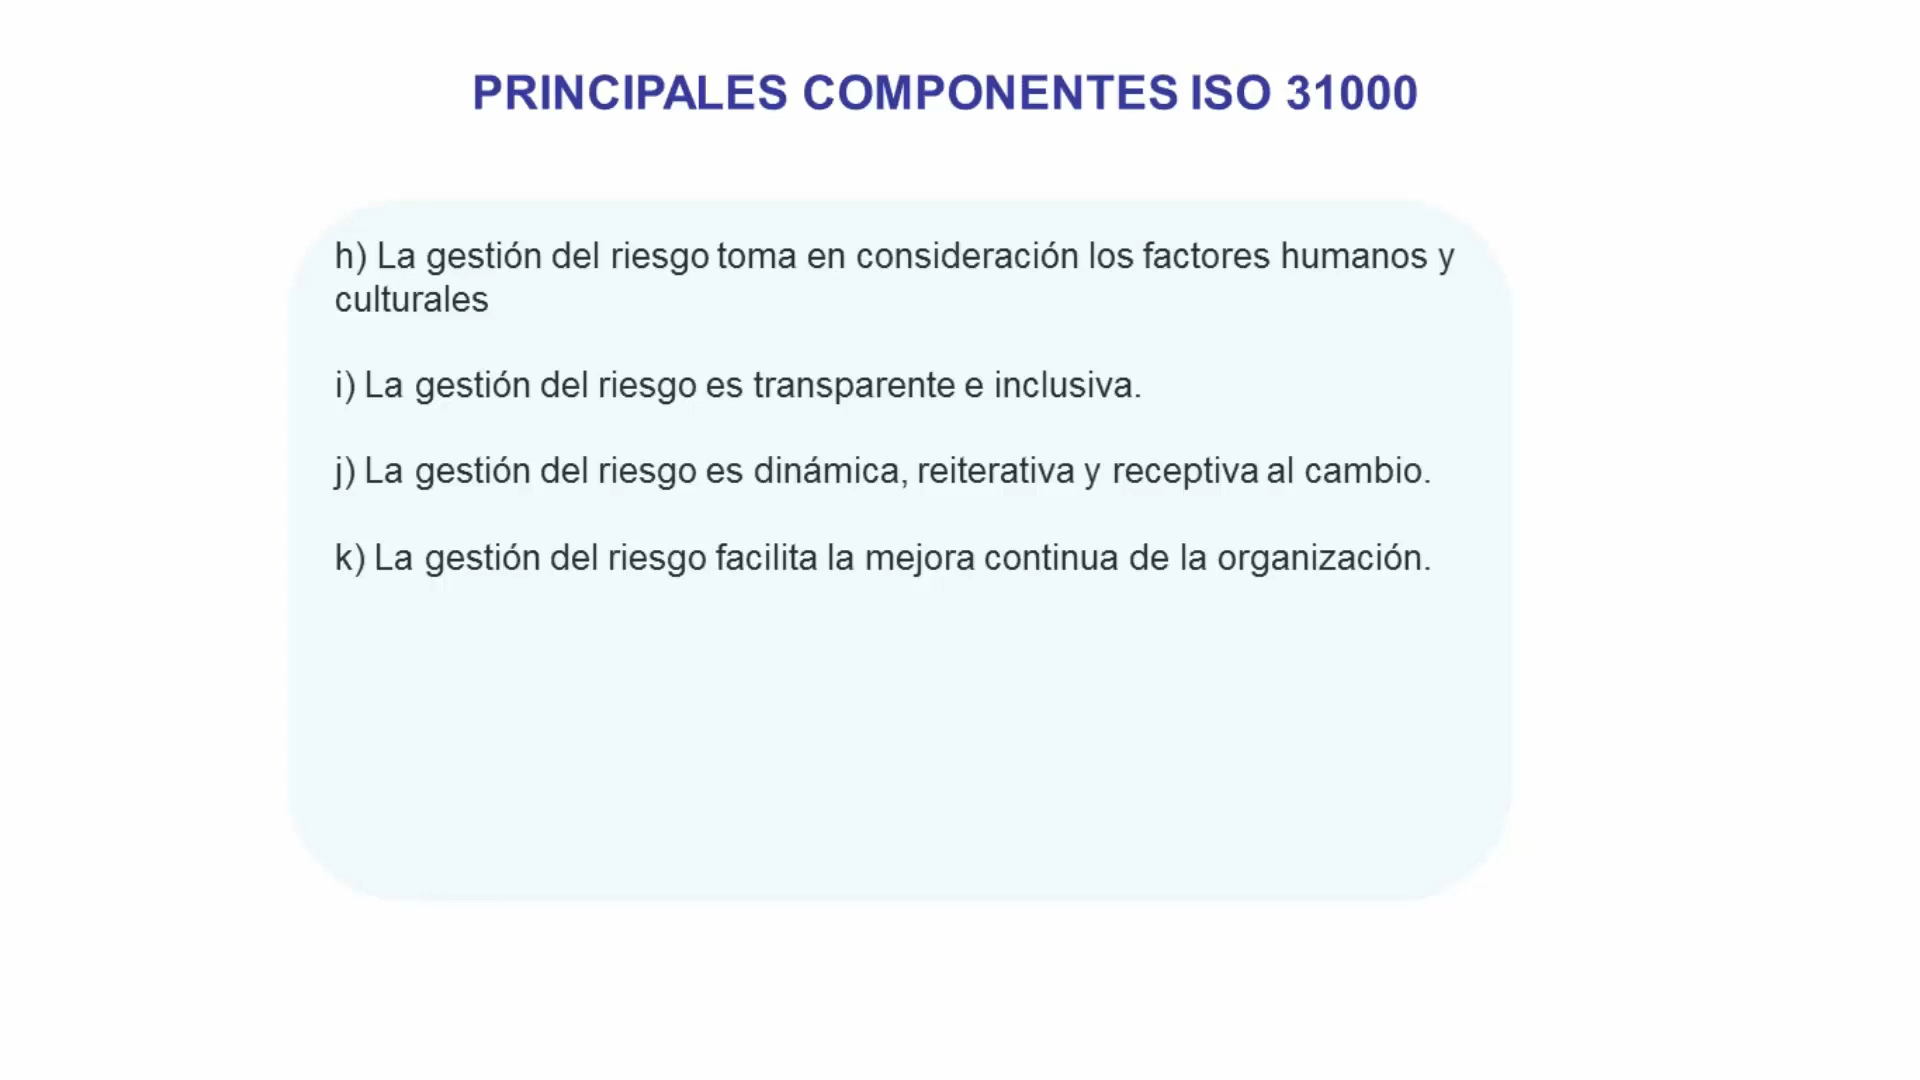 PRINCIPALES COMPONENTES ISO 31000
h) La gestión del riesgo toma en consideración los factores humanos y
culturales
i) La gestión del riesgo es transparente e inclusiva.
j) La gestión del riesgo es dinámica, reiterativa y receptiva al cambio.
k) La gestión del riesgo facilita la mejora continua de la organización.